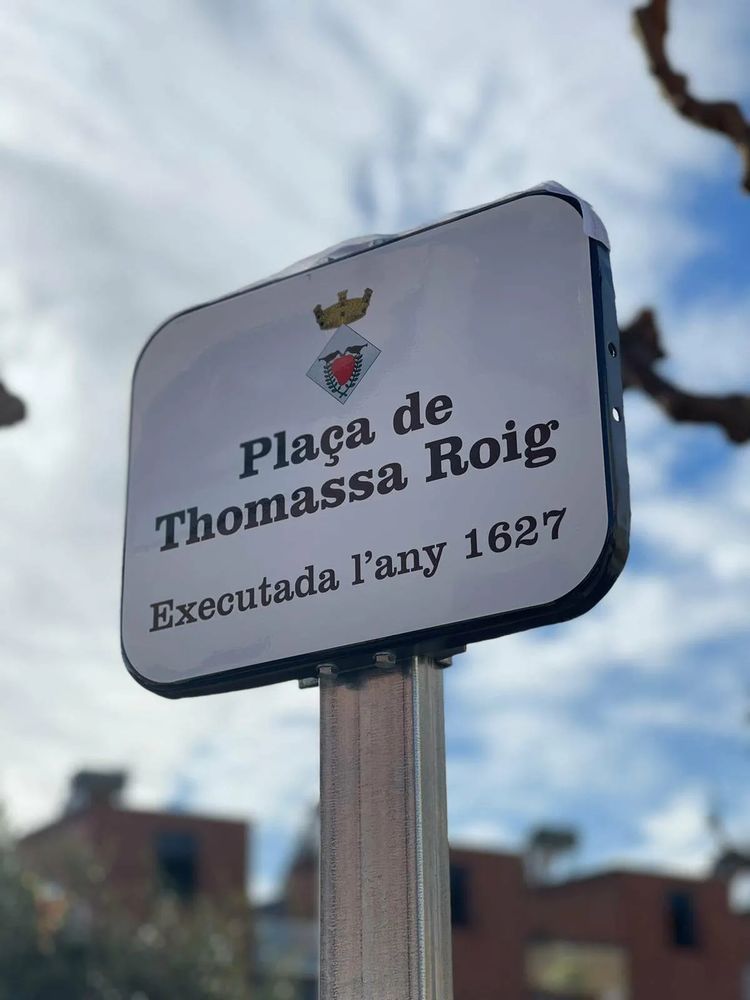 Plaça de
Thomassa Roig
Executada l'any 1627